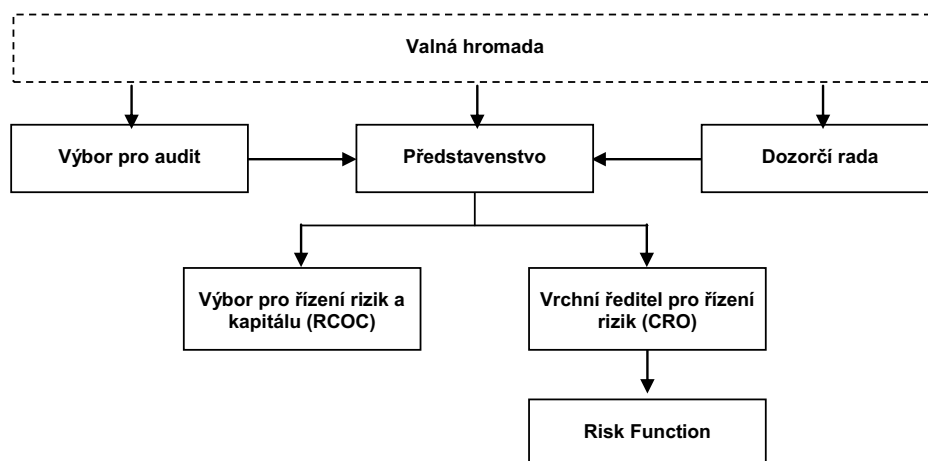 Valná hromada
Výbor pro audit
Představenstvo
Dozorčí rada
Výbor pro řízení rizik a
kapitálu (RCOC)
Vrchní ředitel pro řízení
rizik (CRO)
Risk Function